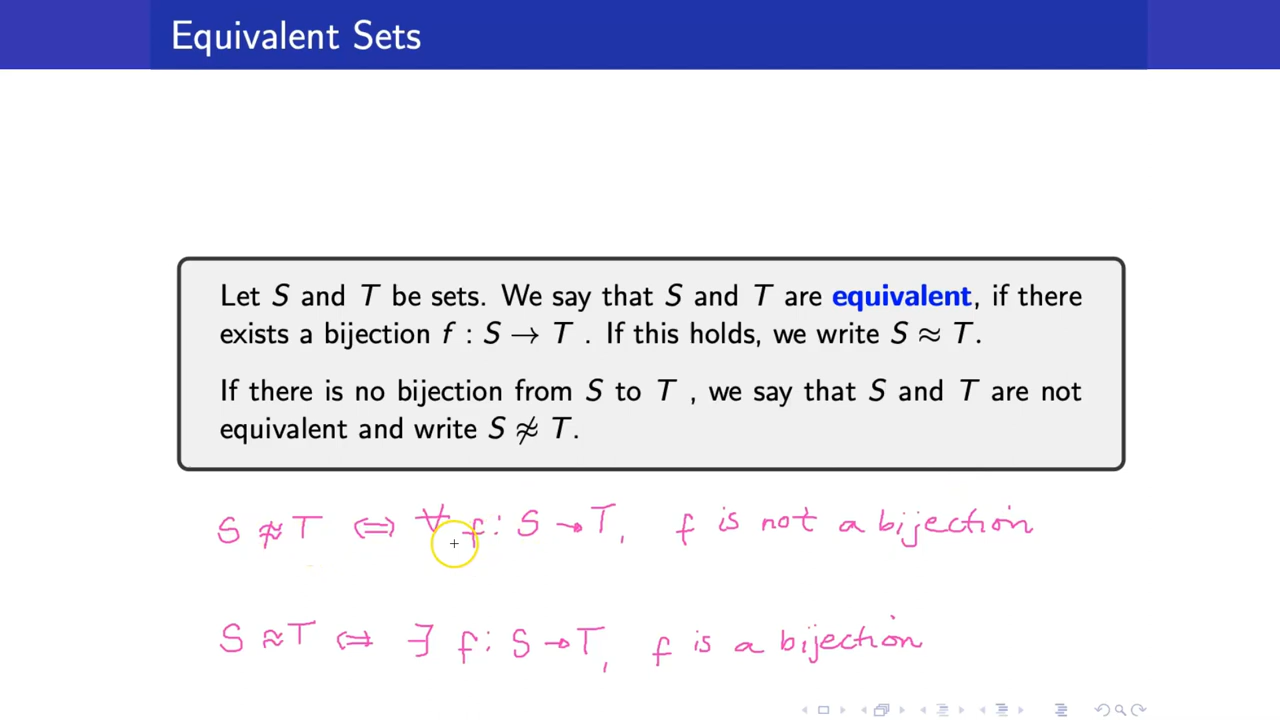 Equivalent Sets
Let S and T be sets. We say that S and T are equivalent, if there
exists a bijection f : S → T . If this holds, we write S ≈ T.
If there is no bijection from S to T , we say that S and T are not
equivalent and write S ≉ T.
S ≉ T ⇔ ∀ f : S → T, f is not a bijection
S ≈ T ⇔ ∃ f : S → T, f is a bijection